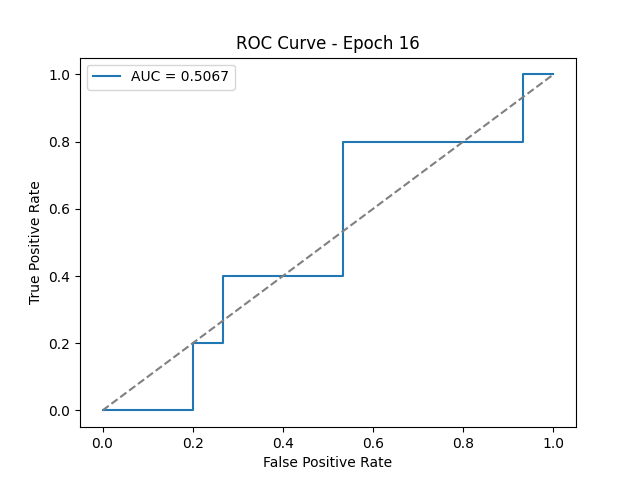 ROC Curve - Epoch 16
AUC = 0.5067
True Positive Rate
1.0
0.8
0.6
0.4
0.2
0.0
0.0 0.2 0.4 0.6 0.8 1.0
False Positive Rate